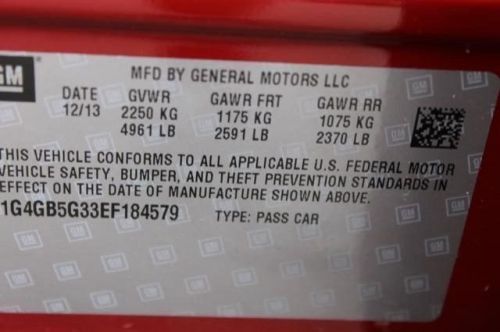 GM
MFD BY GENERAL MOTORS LLC
DATE GVWR GAWR FRT GAWR RR
12/13 2250 KG 1175 KG 1075 KG
4961 LB 2591 LB 2370 LB
THIS VEHICLE CONFORMS TO ALL APPLICABLE U.S. FEDERAL MOTOR
VEHICLE SAFETY, BUMPER, AND THEFT PREVENTION STANDARDS IN
EFFECT ON THE DATE OF MANUFACTURE SHOWN ABOVE.
1G4GB5G33EF184579 TYPE: PASS CAR